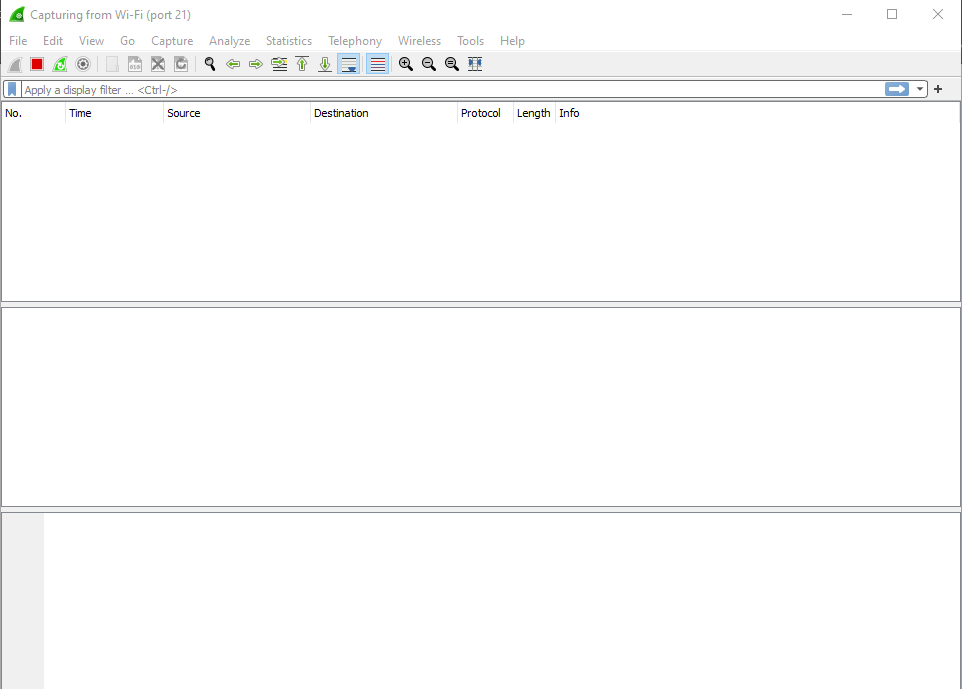 Capturing from Wi-Fi (port 21)
File Edit View Go Capture Analyze Statistics Telephony Wireless Tools Help
Apply a display filter ... <Ctrl-/>
No. Time Source Destination Protocol Length Info